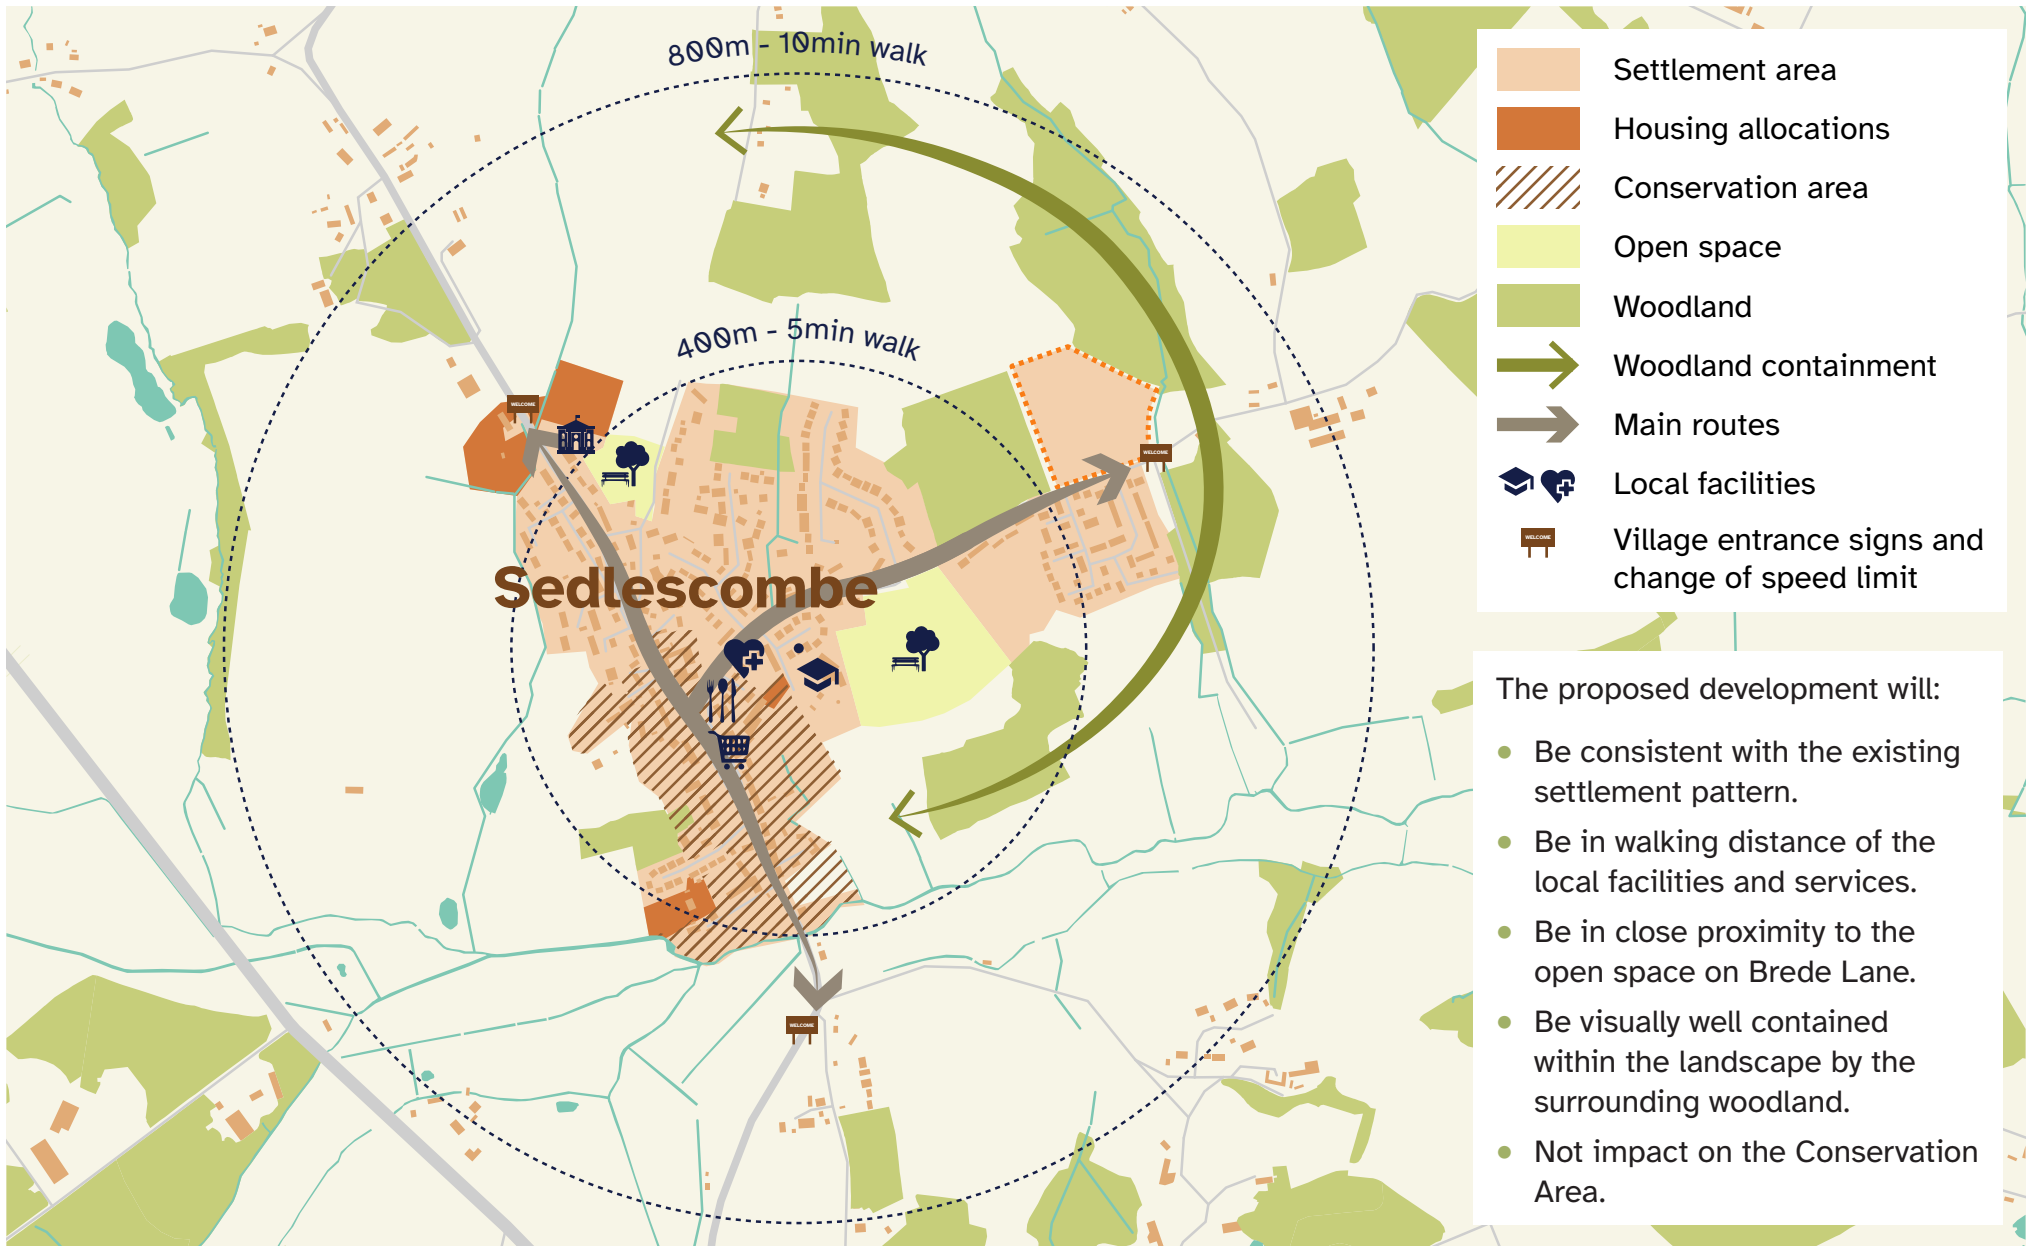 800m - 10min walk
400m - 5min walk
Sedlescombe
WELCOME
WELCOME
WELCOME
Settlement area
Housing allocations
Conservation area
Open space
Woodland
Woodland containment
Main routes
Local facilities
WELCOME
Village entrance signs and
change of speed limit
The proposed development will:
• Be consistent with the existing
settlement pattern.
• Be in walking distance of the
local facilities and services.
• Be in close proximity to the
open space on Brede Lane.
• Be visually well contained
within the landscape by the
surrounding woodland.
• Not impact on the Conservation
Area.